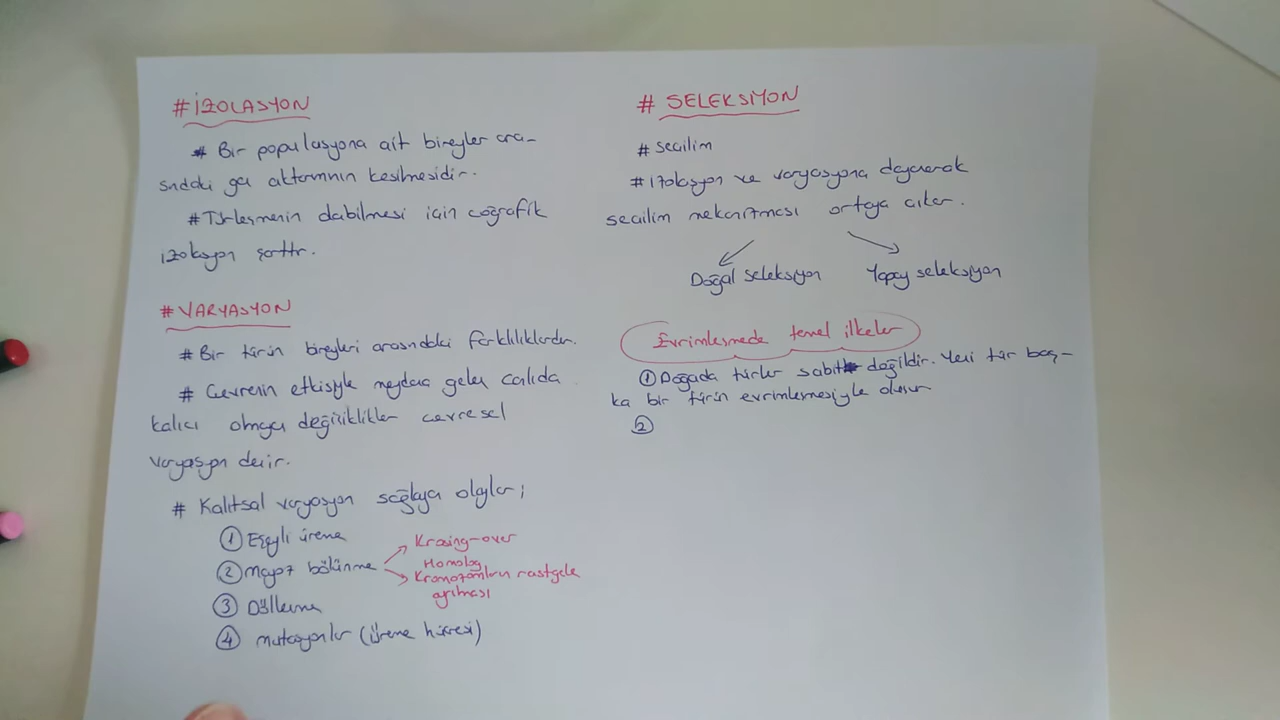 #İZOLASYON
# Bir populasyona ait bireyler ara-
sındaki gen aktarımının kesilmesidir.
#Türleşmenin olabilmesi için coğrafik
izolasyon şarttır.
#VARYASYON
# Bir türün bireyleri arasındaki farklılıklardır.
# Çevrenin etkisiyle meydana gelen canlıda
kalıcı olmayan değişiklikler çevresel
varyasyon denir.
# Kalıtsal varyasyon sağlayan olaylar;
① Eşeyli üreme
② Mayoz bölünme
Krosing-over
Homolog
Kromozomların rastgele
ayrılması
③ Döllenme
④ mutasyonlar (Üreme hücresi)
# SELEKSİYON
# Seçilim
# izolasyon ve varyasyona dayanarak
seçilim mekanizması ortaya çıkar.
Doğal seleksiyon Yapay seleksiyon
Evrimleşmede temel ilkeler
① Doğada türler sabit değildir. Yeni tür baş-
ka bir türün evrimleşmesiyle oluşur
②